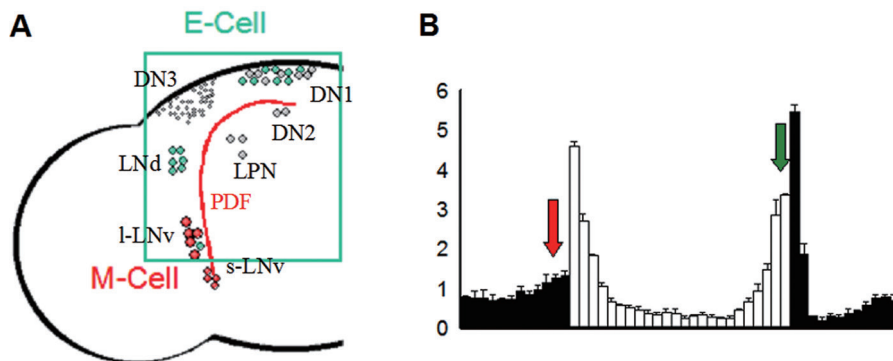 A
E-Cell
DN3
DN1
DN2
LNd
LPN
PDF
l-LNv
s-LNv
M-Cell
B
6
5
4
3
2
1
0